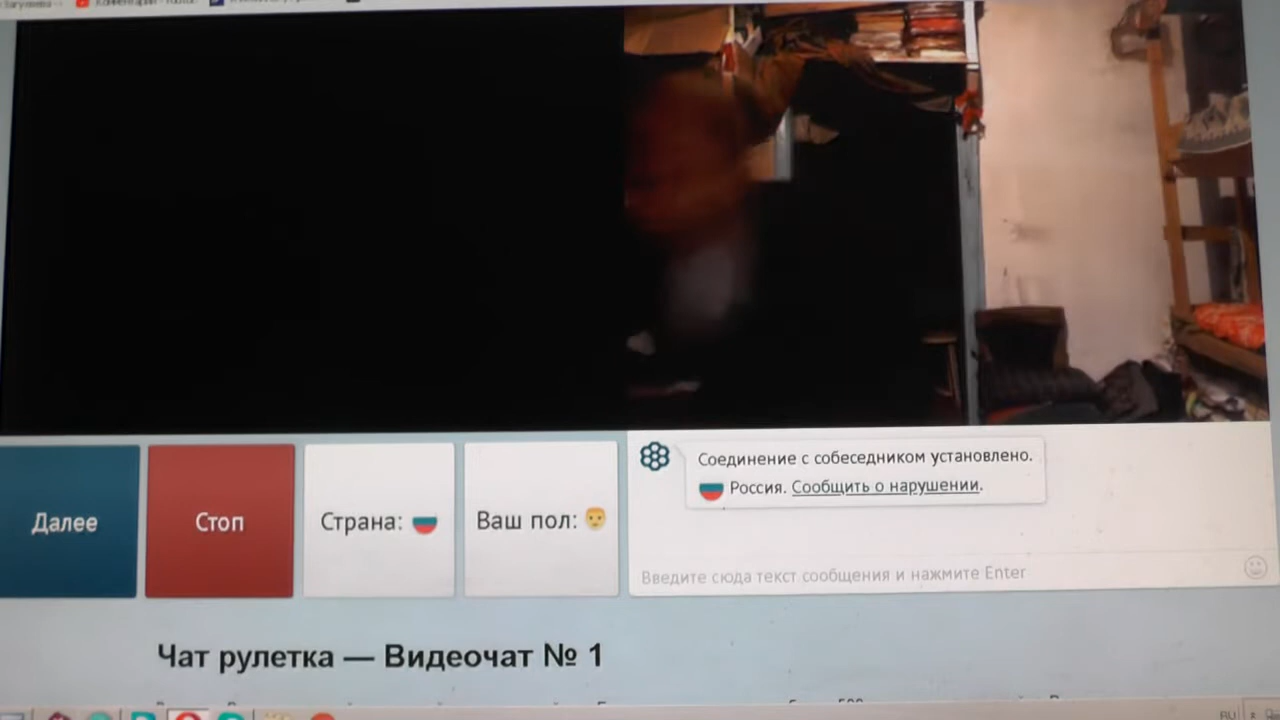 Соединение с собеседником установлено.
Россия. Сообщить о нарушении.
Далее
Стоп
Страна:
Ваш пол:
Введите сюда текст сообщения и нажмите Enter
Чат рулетка — Видеочат № 1
RU